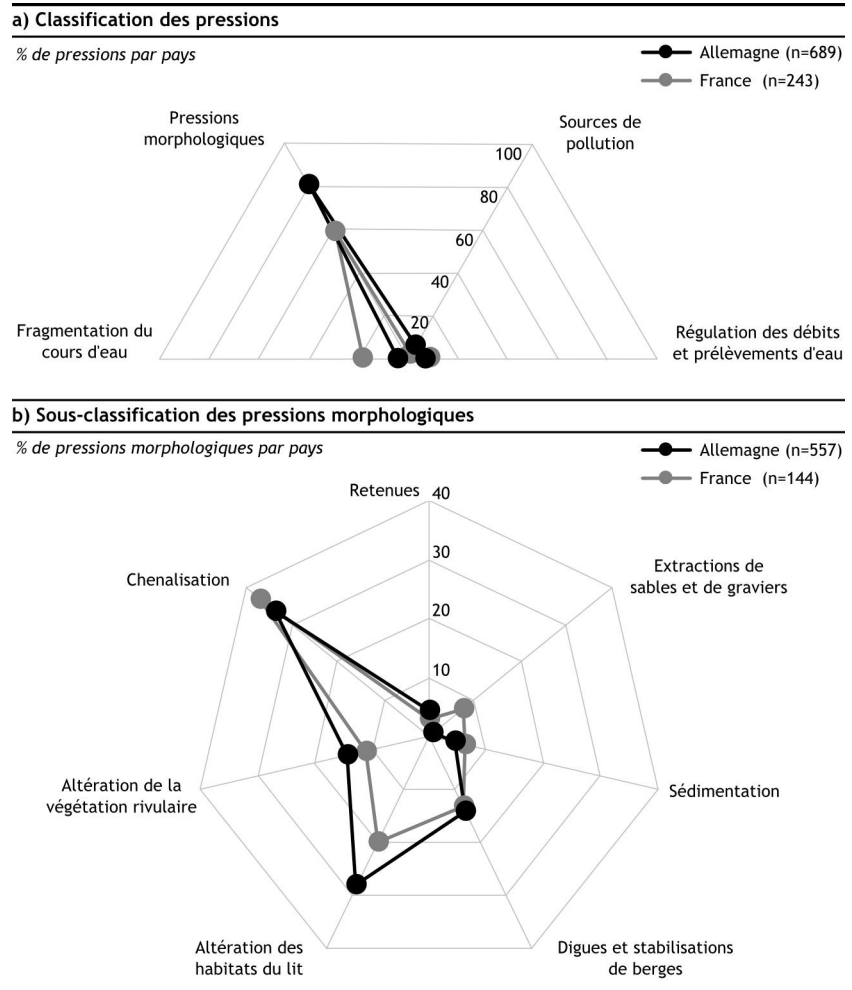 a) Classification des pressions
% de pressions par pays
Allemagne (n=689)
France (n=243)
Pressions
morphologiques
Sources de
pollution
100
80
60
40
20
Fragmentation du
cours d'eau
Régulation des débits
et prélèvements d'eau
b) Sous-classification des pressions morphologiques
% de pressions morphologiques par pays
Allemagne (n=557)
France (n=144)
Retenues
40
30
20
10
Extractions de
sables et de graviers
Chenalisation
Altération de la
végétation rivulaire
Sédimentation
Altération des
habitats du lit
Digues et stabilisations
de berges